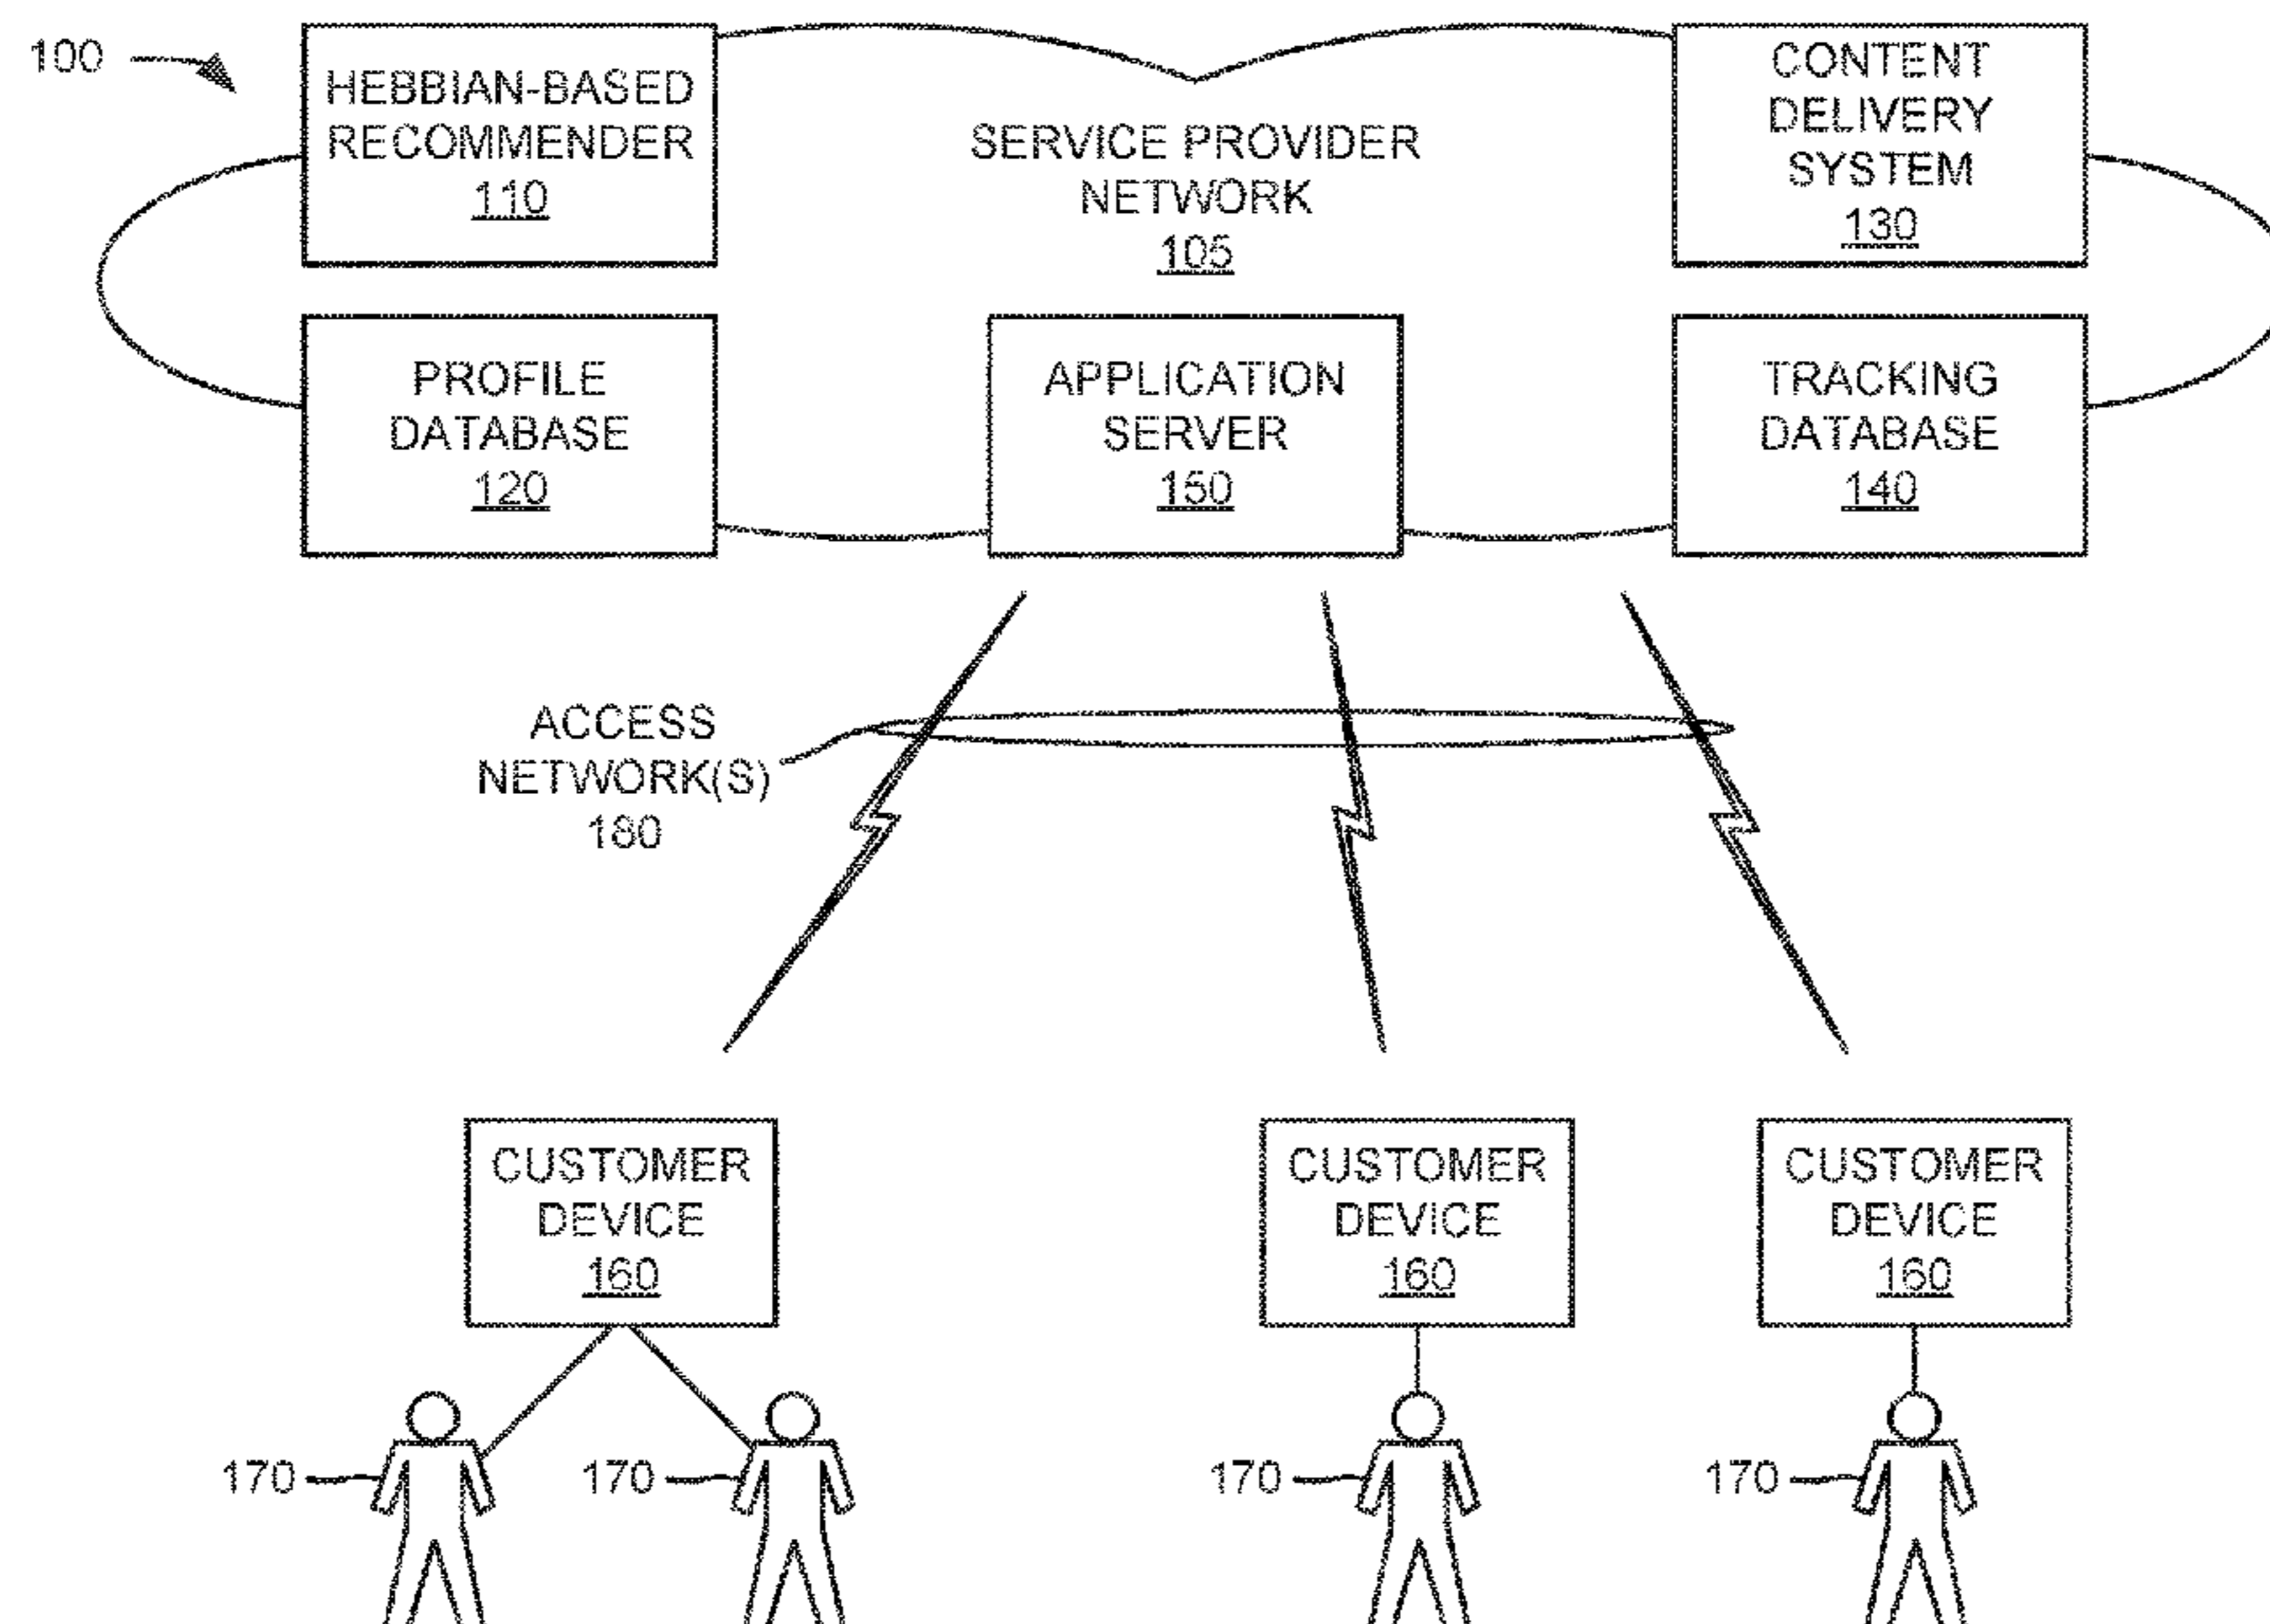 100
HEBBIAN-BASED
RECOMMENDER
110
SERVICE PROVIDER
NETWORK
105
CONTENT
DELIVERY
SYSTEM
130
PROFILE
DATABASE
120
APPLICATION
SERVER
150
TRACKING
DATABASE
140
ACCESS
NETWORK(S)
180
CUSTOMER
DEVICE
160
CUSTOMER
DEVICE
160
CUSTOMER
DEVICE
160
170
170
170
170